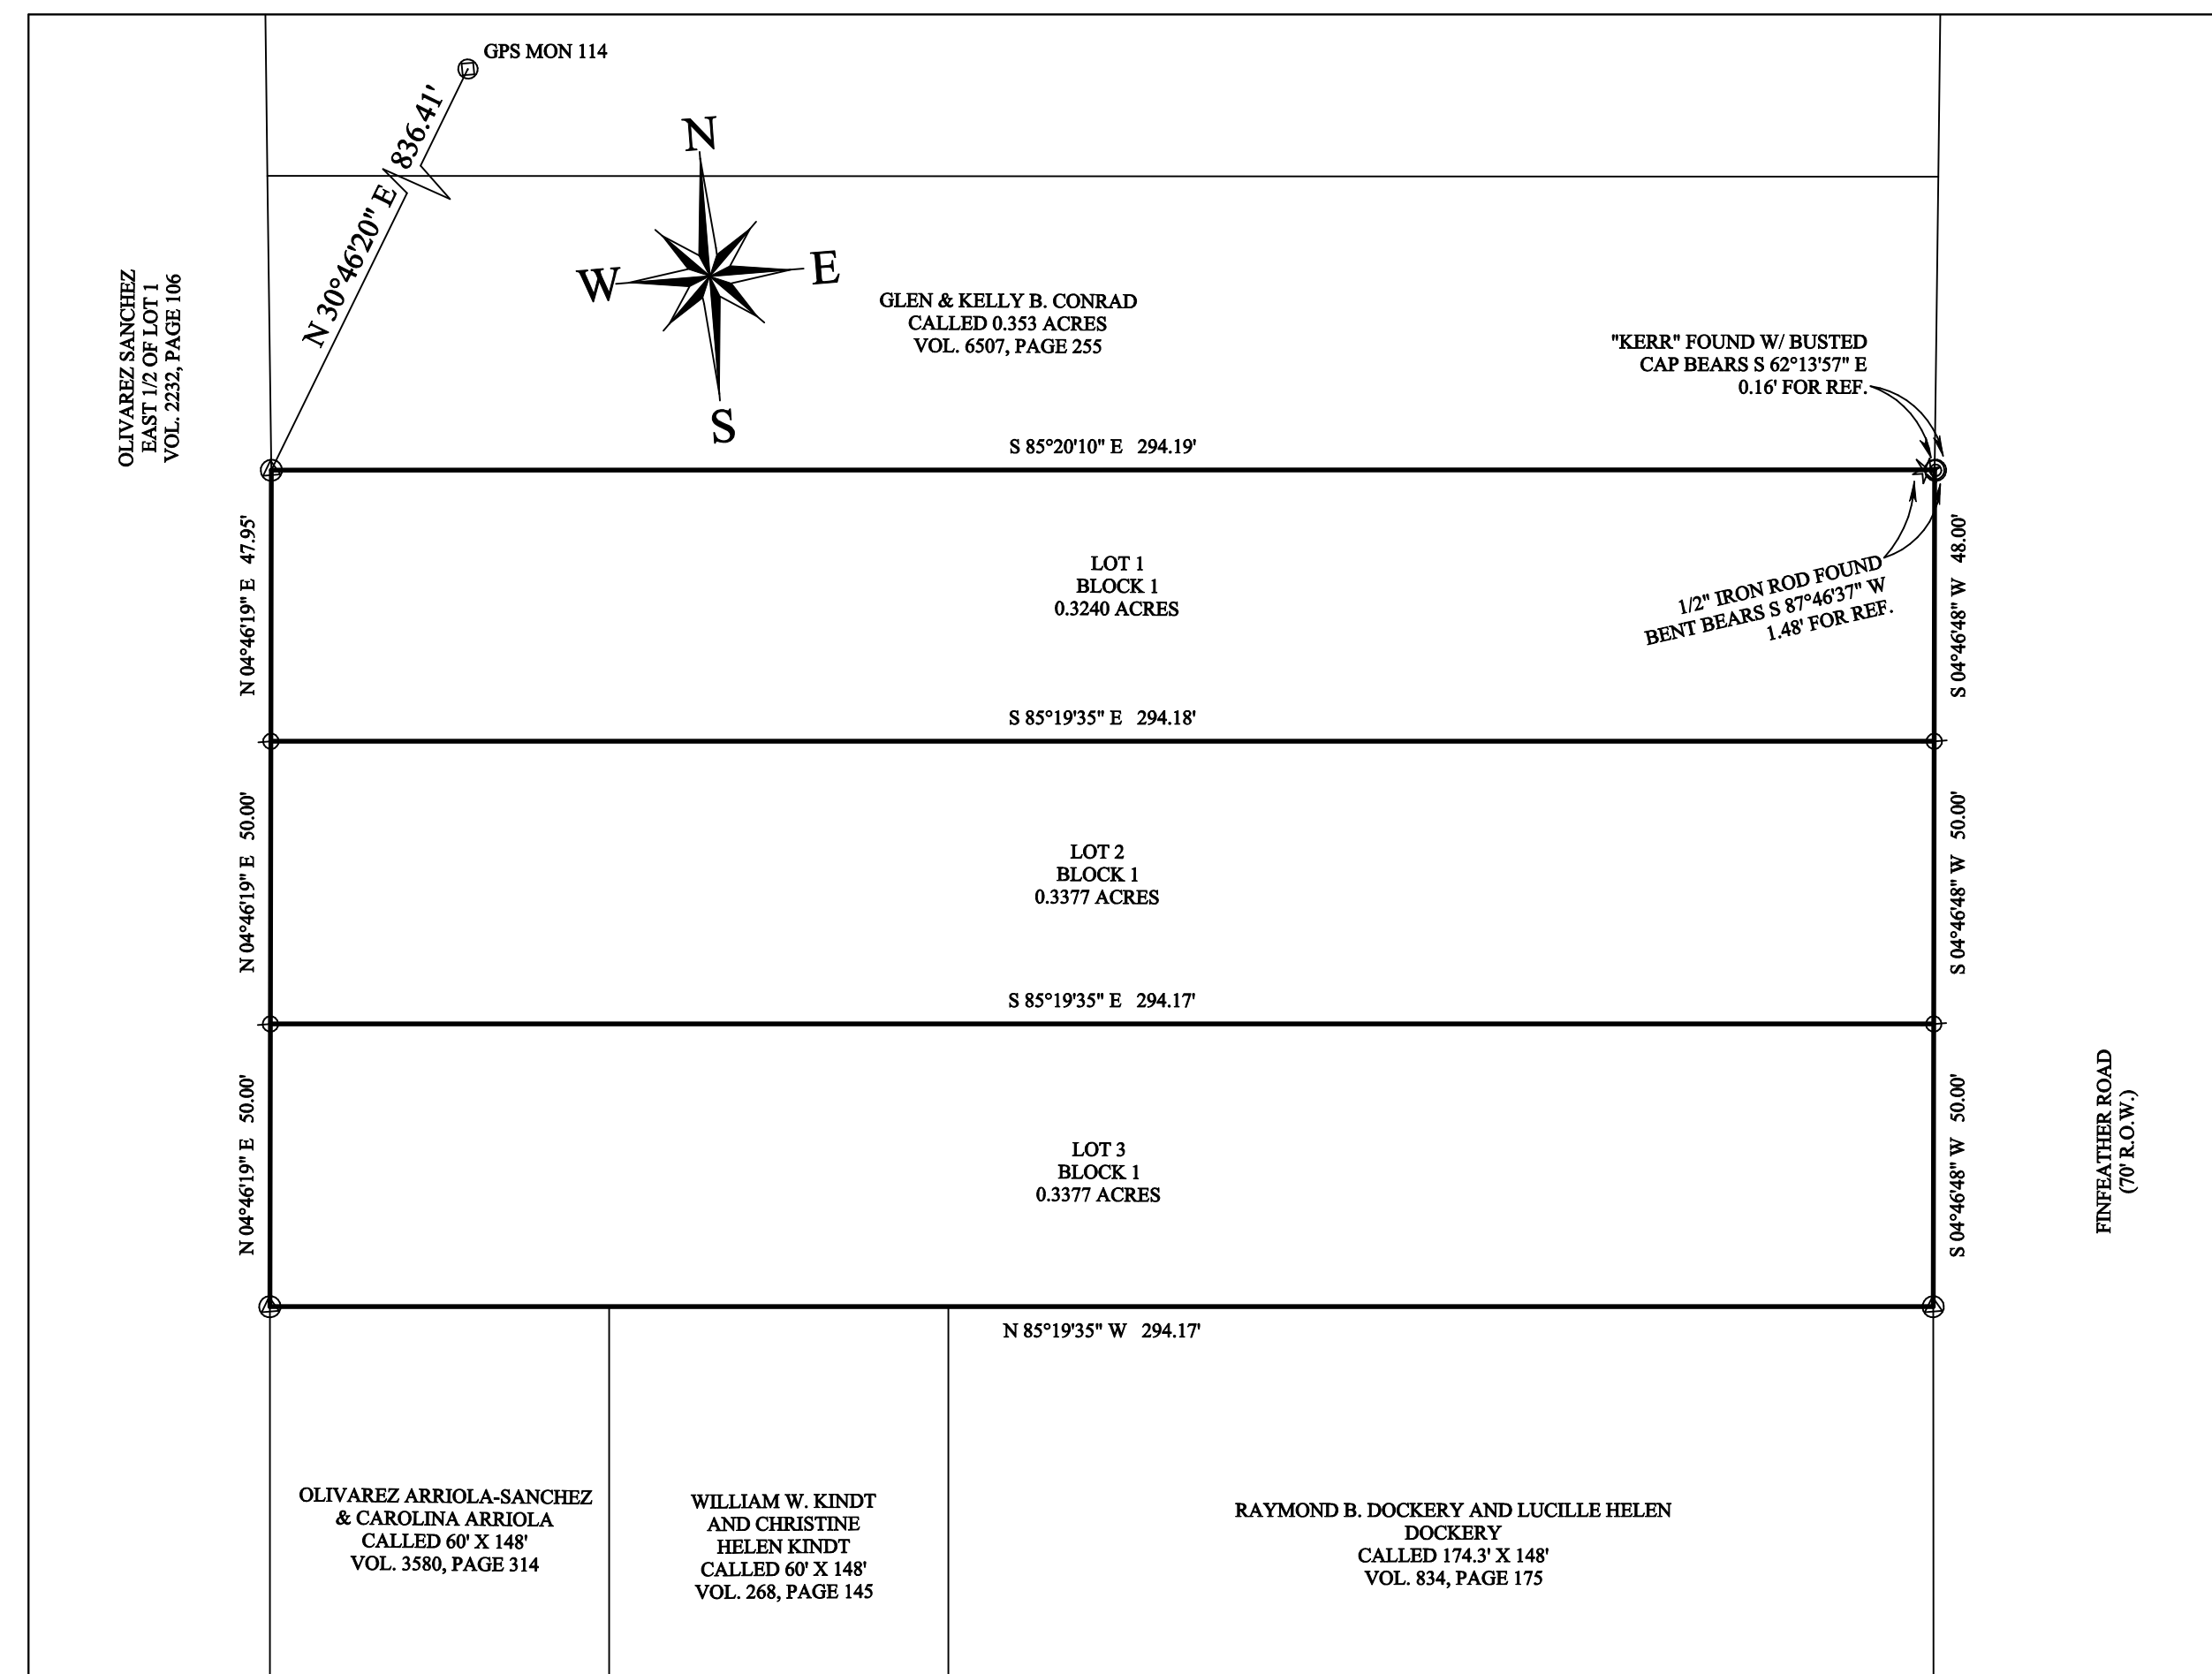 GPS MON 114
N 30°46'20" E 836.41'
N
W
E
S
GLEN & KELLY B. CONRAD
CALLED 0.353 ACRES
VOL. 6507, PAGE 255
OLIVAREZ SANCHEZ
EAST 1/2 OF LOT 1
VOL. 2232, PAGE 106
"KERR" FOUND W/ BUSTED
CAP BEARS S 62°13'57" E
0.16' FOR REF.
S 85°20'10" E 294.19'
N 04°46'19" E 47.95'
LOT 1
BLOCK 1
0.3240 ACRES
1/2" IRON ROD FOUND
BENT BEARS S 87°46'37" W
1.48' FOR REF.
S 04°46'48" W 48.00'
S 85°19'35" E 294.18'
N 04°46'19" E 50.00'
LOT 2
BLOCK 1
0.3377 ACRES
S 04°46'48" W 50.00'
S 85°19'35" E 294.17'
N 04°46'19" E 50.00'
LOT 3
BLOCK 1
0.3377 ACRES
S 04°46'48" W 50.00'
FINFEATHER ROAD
(70' R.O.W.)
N 85°19'35" W 294.17'
OLIVAREZ ARRIOLA-SANCHEZ
& CAROLINA ARRIOLA
CALLED 60' X 148'
VOL. 3580, PAGE 314
WILLIAM W. KINDT
AND CHRISTINE
HELEN KINDT
CALLED 60' X 148'
VOL. 268, PAGE 145
RAYMOND B. DOCKERY AND LUCILLE HELEN
DOCKERY
CALLED 174.3' X 148'
VOL. 834, PAGE 175